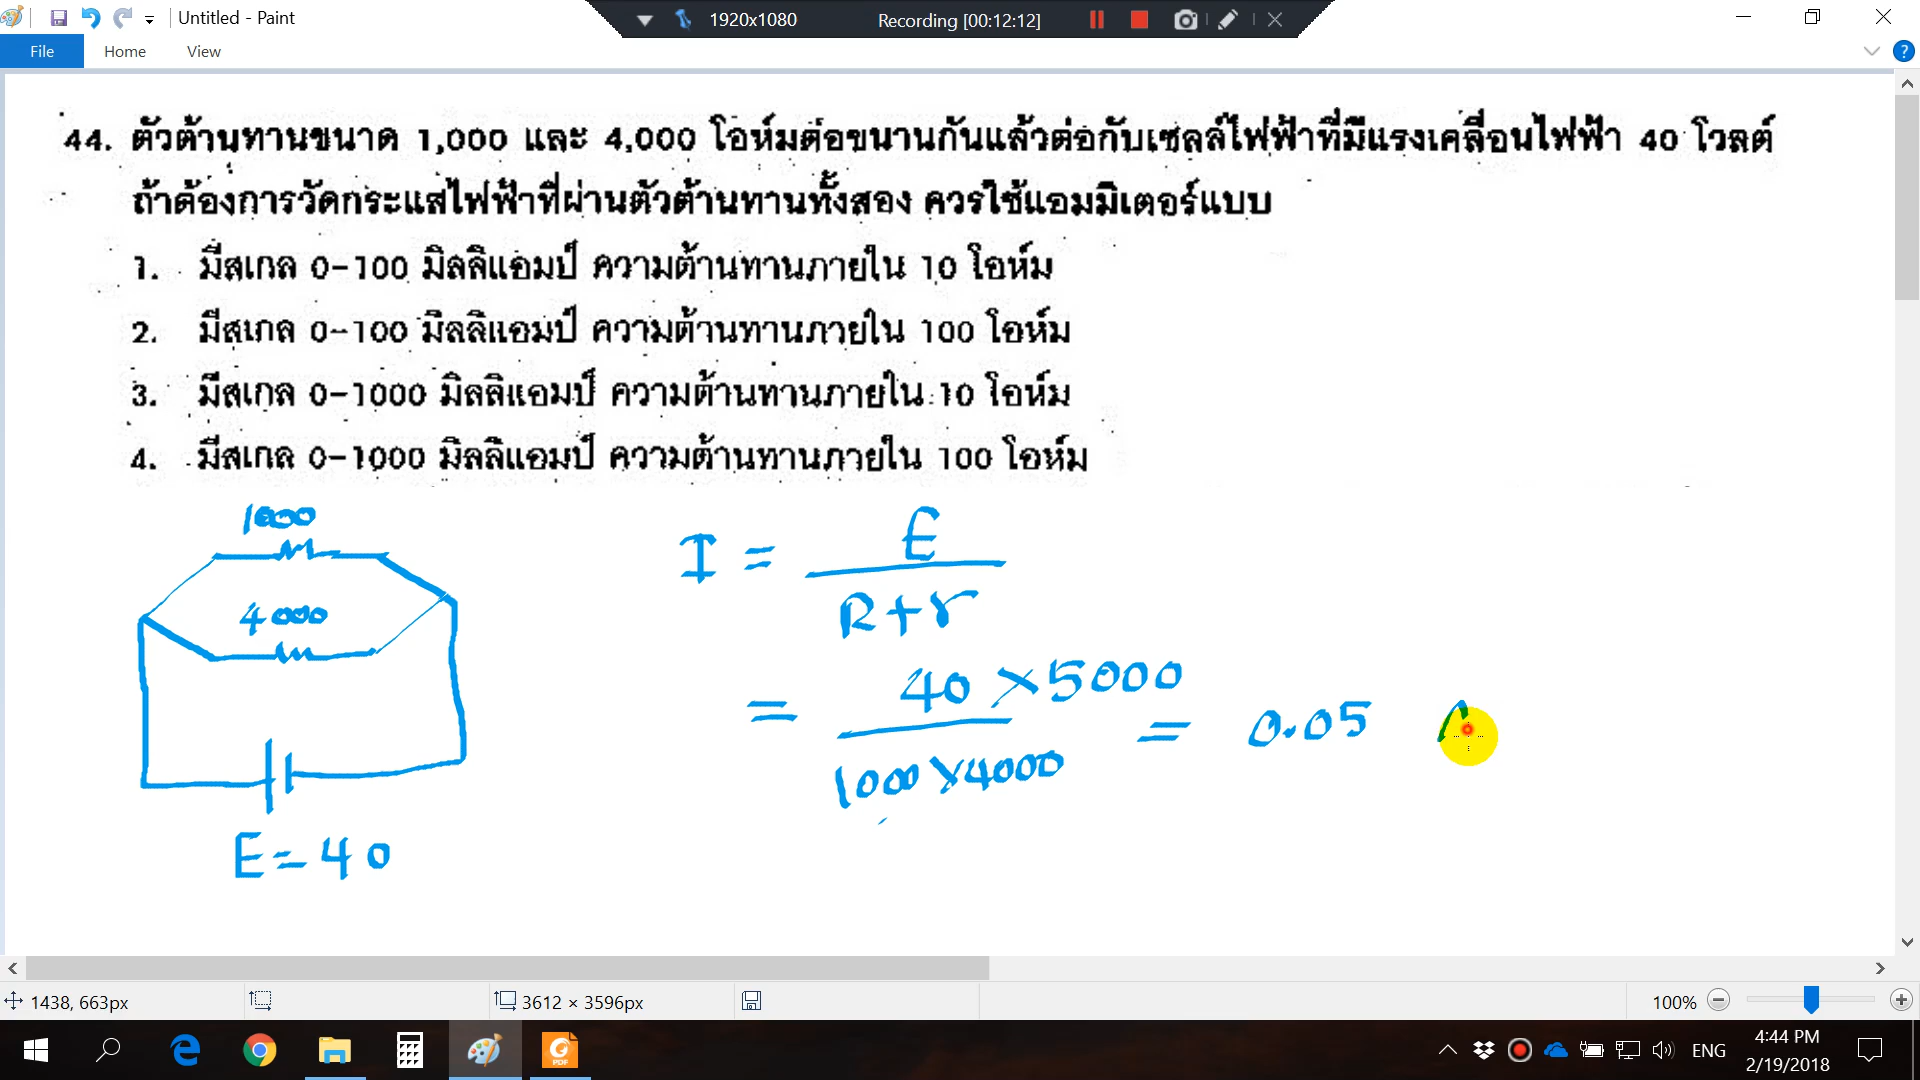 Untitled - Paint
1920x1080
Recording [00:12:12]
File Home View
44. ตัวต้านทานขนาด 1,000 และ 4,000 โอห์มต่อขนานกันแล้วต่อกับเซลล์ไฟฟ้าที่มีแรงเคลื่อนไฟฟ้า 40 โวลต์
ถ้าต้องการวัดกระแสไฟฟ้าที่ผ่านตัวต้านทานทั้งสอง ควรใช้แอมมิเตอร์แบบ
1. มีสเกล 0-100 มิลลิแอมป์ ความต้านทานภายใน 10 โอห์ม
2. มีสเกล 0-100 มิลลิแอมป์ ความต้านทานภายใน 100 โอห์ม
3. มีสเกล 0-1000 มิลลิแอมป์ ความต้านทานภายใน 10 โอห์ม
4. มีสเกล 0-1000 มิลลิแอมป์ ความต้านทานภายใน 100 โอห์ม
1000
4000
E = 40
I = E
R+r
= 40 × 5000
1000 × 4000
= 0.05
1438, 663px
3612 × 3596px
100%
PDF
ENG
4:44 PM
2/19/2018